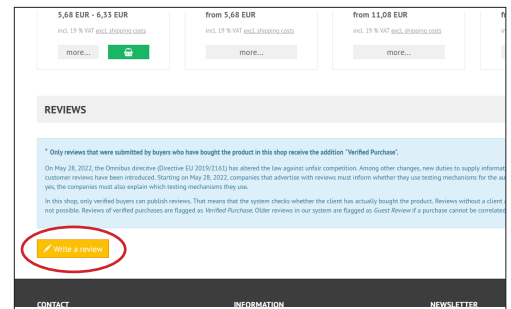 5,68 EUR - 6,33 EUR
from 5,68 EUR
from 11,08 EUR
incl. 19 % VAT excl. shipping costs
incl. 19 % VAT excl. shipping costs
incl. 19 % VAT excl. shipping costs
more...
more...
more...
REVIEWS
* Only reviews that were submitted by buyers who have bought the product in this shop receive the addition "Verified Purchase".
On May 28, 2022, the Omnibus direcitve (Directive EU 2019/2161) has altered the law against unfair competition. Among other changes, new duties to supply informat
customer reviews have been introduced. Starting on May 28, 2022, companies that advertise with reviews must inform whether they use testing mechanisms for the au
yes, the companies must also explain which testing mechanisms they use.
In this shop, only verified buyers can publish reviews. That means that the system checks whether the client has actually bought the product. Reviews without a client
not possible. Reviews of verified purchases are flagged as Verified Purchase. Older reviews in our system are flagged as Guest Review if a purchase cannot be correlated
Write a review
CONTACT
INFORMATION
NEWSLETTER